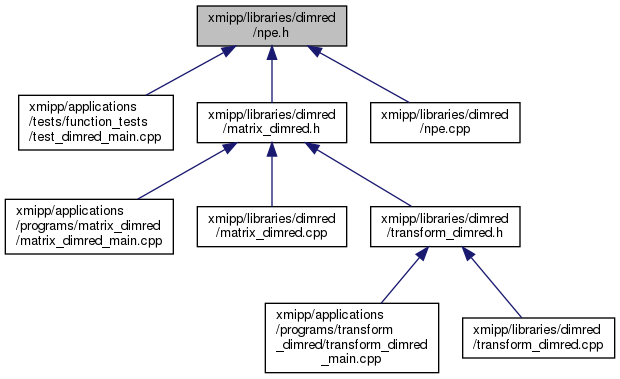 xmipp/libraries/dimred
/npe.h
xmipp/applications
/tests/function_tests
/test_dimred_main.cpp
xmipp/libraries/dimred
/matrix_dimred.h
xmipp/libraries/dimred
/npe.cpp
xmipp/applications
/programs/matrix_dimred
/matrix_dimred_main.cpp
xmipp/libraries/dimred
/matrix_dimred.cpp
xmipp/libraries/dimred
/transform_dimred.h
xmipp/applications
/programs/transform
_dimred/transform_dimred
_main.cpp
xmipp/libraries/dimred
/transform_dimred.cpp